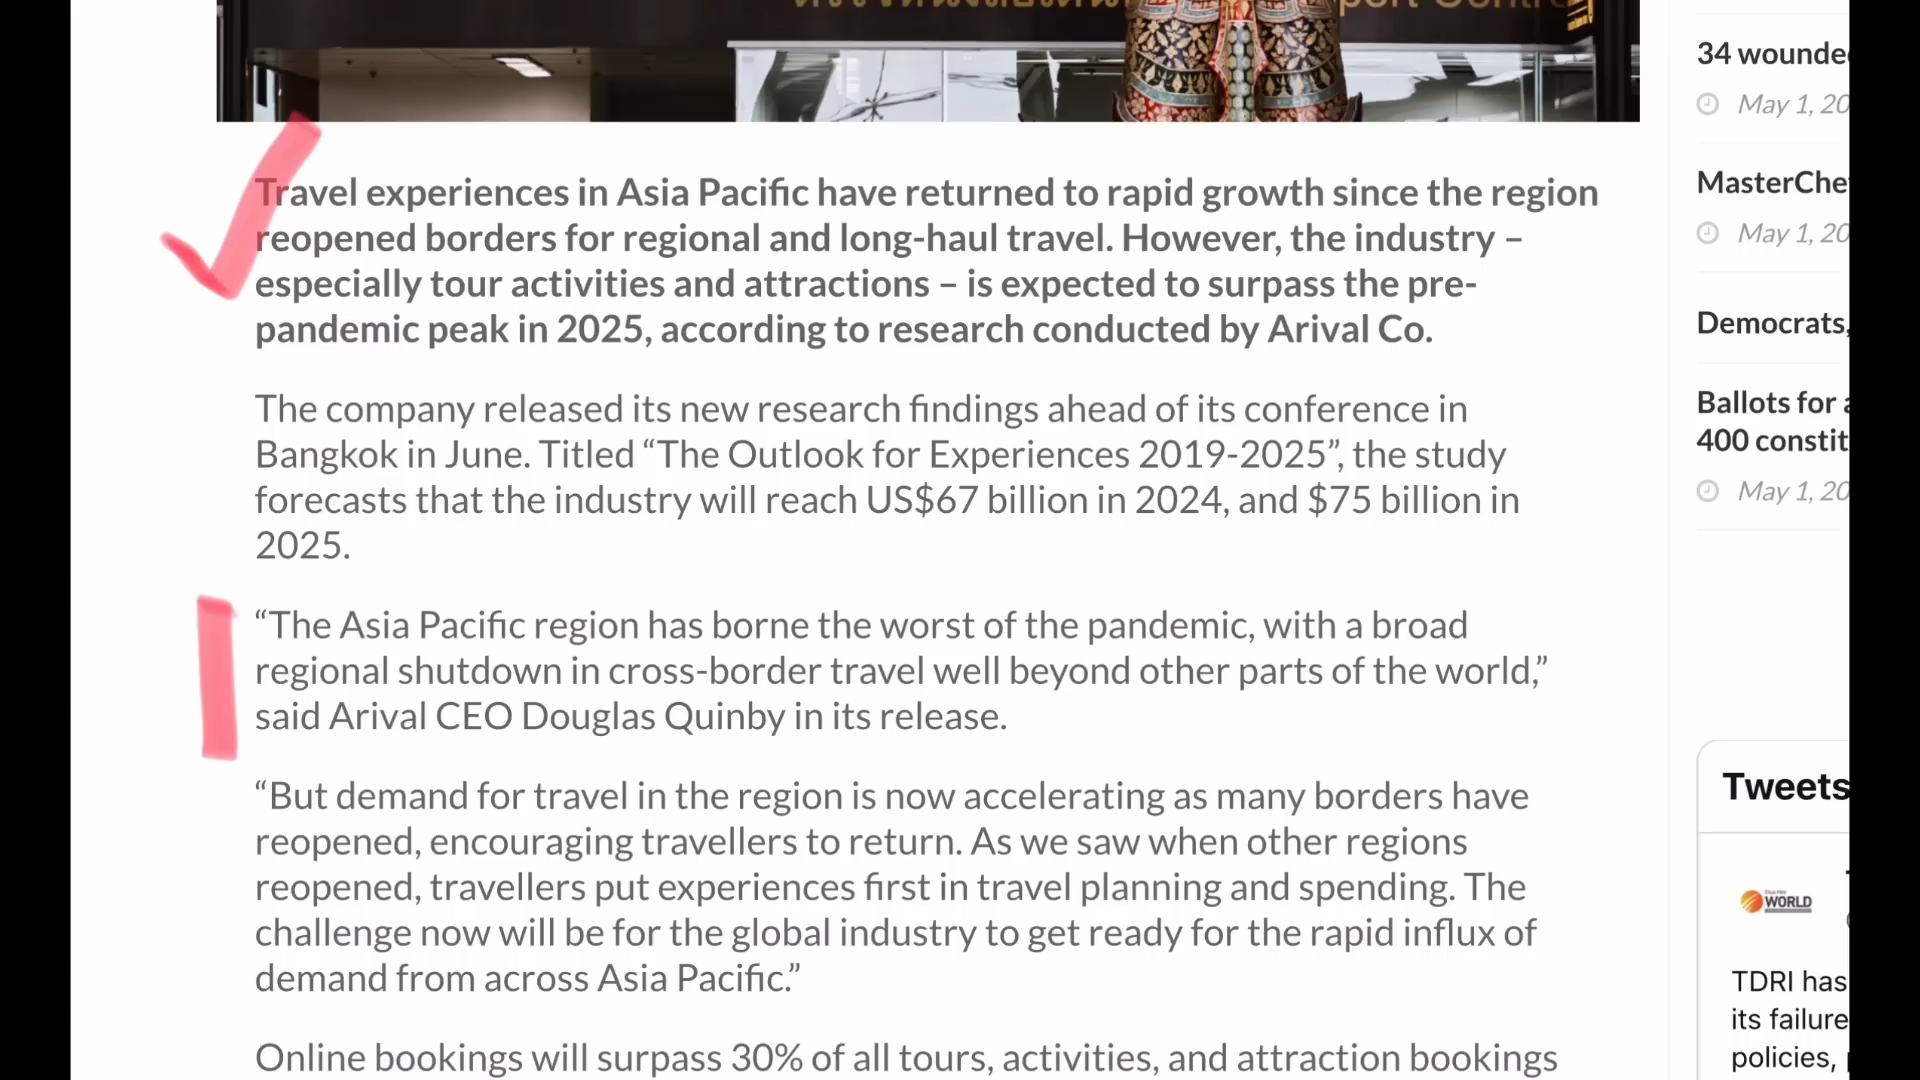 Travel experiences in Asia Pacific have returned to rapid growth since the region
reopened borders for regional and long-haul travel. However, the industry –
especially tour activities and attractions – is expected to surpass the pre-
pandemic peak in 2025, according to research conducted by Arival Co.
The company released its new research findings ahead of its conference in
Bangkok in June. Titled “The Outlook for Experiences 2019-2025”, the study
forecasts that the industry will reach US$67 billion in 2024, and $75 billion in
2025.
“The Asia Pacific region has borne the worst of the pandemic, with a broad
regional shutdown in cross-border travel well beyond other parts of the world,”
said Arival CEO Douglas Quinby in its release.
“But demand for travel in the region is now accelerating as many borders have
reopened, encouraging travellers to return. As we saw when other regions
reopened, travellers put experiences first in travel planning and spending. The
challenge now will be for the global industry to get ready for the rapid influx of
demand from across Asia Pacific.”
Online bookings will surpass 30% of all tours, activities, and attraction bookings
34 wounde
May 1, 20
MasterChe
May 1, 20
Democrats,
Ballots for
400 constit
May 1, 20
Tweets
WORLD
TDRI has
its failure
policies,